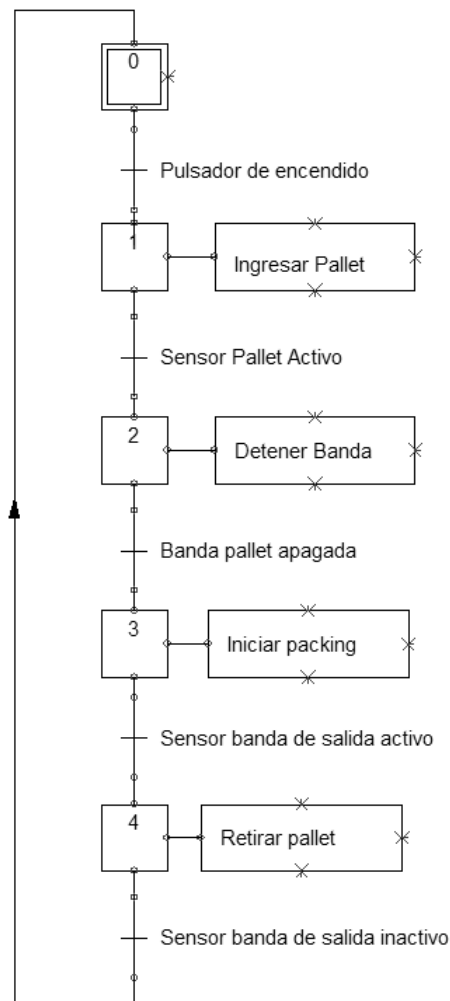 0
Pulsador de encendido
1
Ingresar Pallet
Sensor Pallet Activo
2
Detener Banda
Banda pallet apagada
3
Iniciar packing
Sensor banda de salida activo
4
Retirar pallet
Sensor banda de salida inactivo